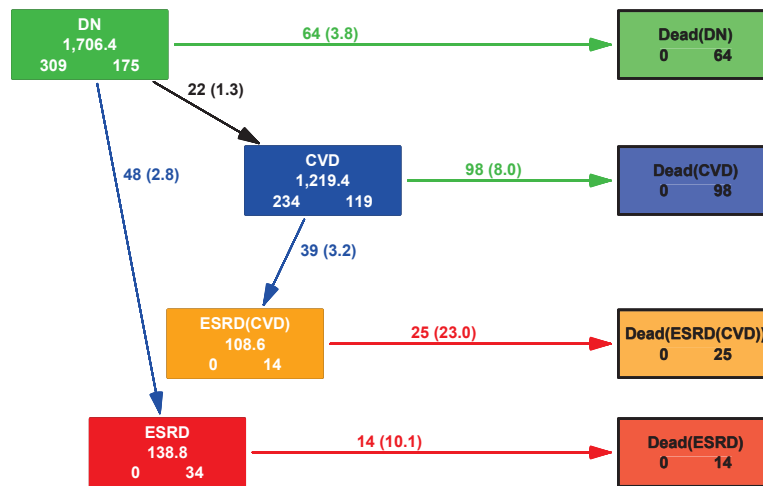 DN
1,706.4
309 175
64 (3.8)
Dead(DN)
0 64
22 (1.3)
48 (2.8)
CVD
1,219.4
234 119
98 (8.0)
Dead(CVD)
0 98
39 (3.2)
ESRD(CVD)
108.6
0 14
25 (23.0)
Dead(ESRD(CVD))
0 25
ESRD
138.8
0 34
14 (10.1)
Dead(ESRD)
0 14